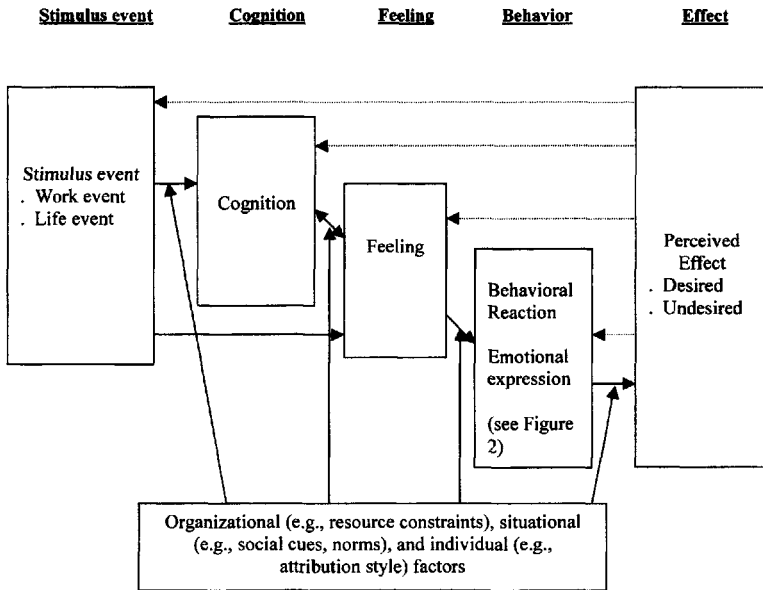 Stimulus event Cognition Feeling Behavior Effect
Stimulus event
. Work event
. Life event
Cognition
Feeling
Behavioral
Reaction
Emotional
expression
(see Figure
2)
Perceived
Effect
. Desired
. Undesired
Organizational (e.g., resource constraints), situational
(e.g., social cues, norms), and individual (e.g.,
attribution style) factors